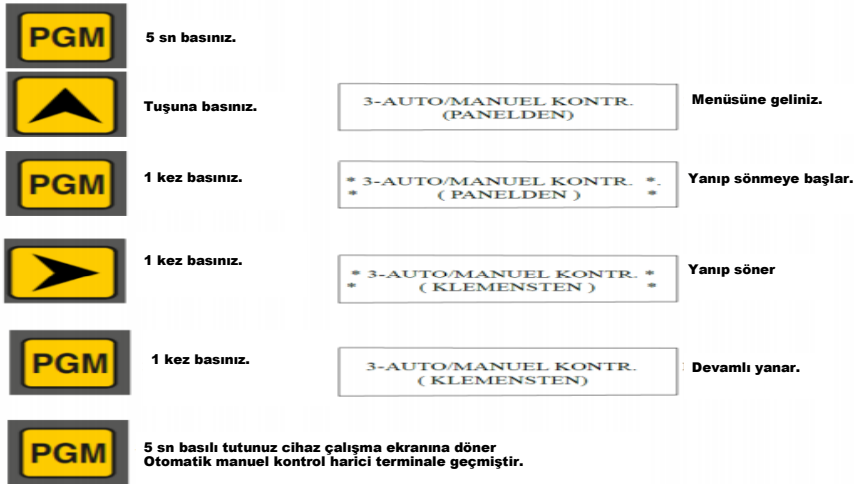 PGM
5 sn basınız.
Tuşuna basınız.
3-AUTO/MANUEL KONTR.
(PANELDEN)
Menüsüne geliniz.
PGM
1 kez basınız.
* 3-AUTO/MANUEL KONTR. *.
* ( PANELDEN ) *
Yanıp sönmeye başlar.
1 kez basınız.
* 3-AUTO/MANUEL KONTR. *
* ( KLEMENSTEN ) *
Yanıp söner
PGM
1 kez basınız.
3-AUTO/MANUEL KONTR.
( KLEMENSTEN)
Devamlı yanar.
PGM
5 sn basılı tutunuz cihaz çalışma ekranına döner
Otomatik manuel kontrol harici terminale geçmiştir.